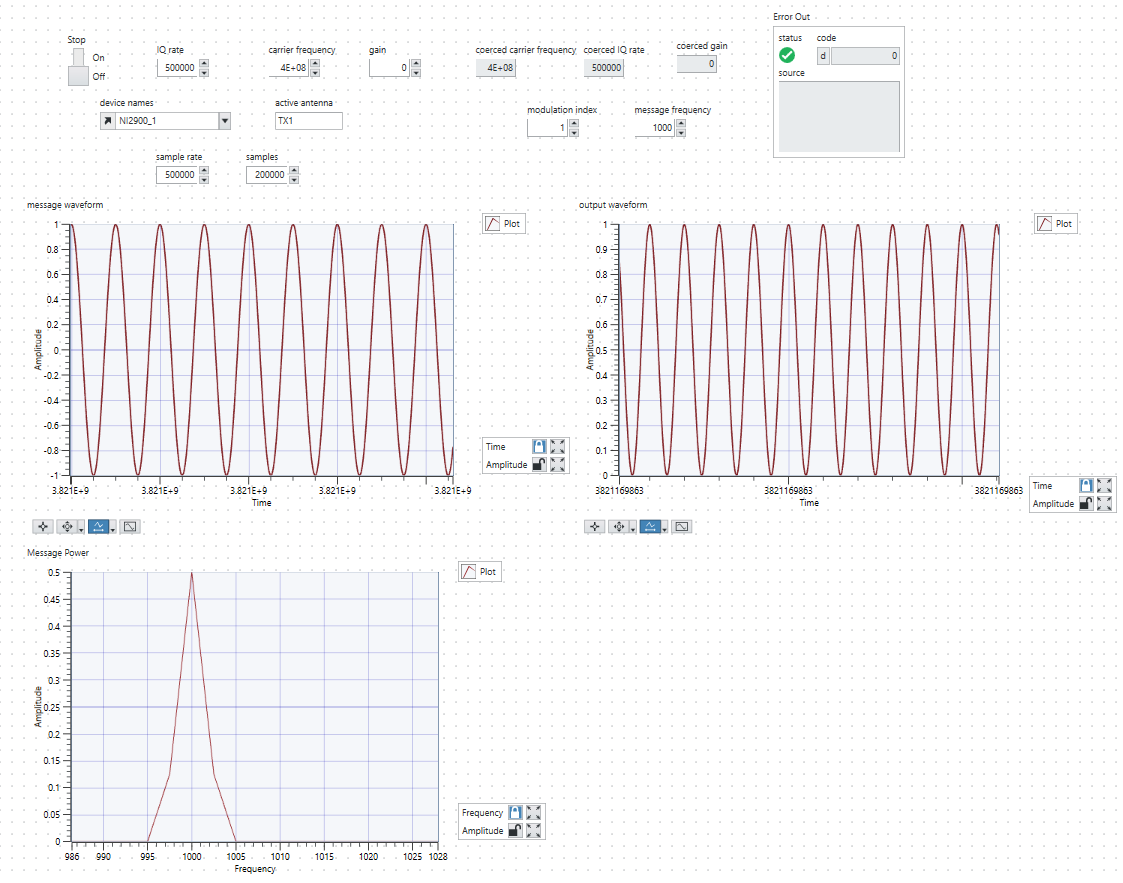 Error Out
Stop
status code
On
IQ rate carrier frequency gain coerced carrier frequency coerced IQ rate coerced gain
500000 4E+08 0 4E+08 500000 0 d 0
Off
source
device names active antenna modulation index message frequency
NI2900_1 TX1 1 1000
sample rate samples
500000 200000
message waveform
Plot
1
0.8
0.6
0.4
0.2
0
-0.2
-0.4
-0.6
-0.8
-1
Amplitude
3.821E+9 3.821E+9 3.821E+9 3.821E+9 3.821E+9
Time
Time
Amplitude
output waveform
Plot
1
0.9
0.8
0.7
0.6
0.5
0.4
0.3
0.2
0.1
0
Amplitude
3821169863 3821169863 3821169863
Time
Time
Amplitude
Message Power
Plot
0.5
0.45
0.4
0.35
0.3
0.25
0.2
0.15
0.1
0.05
0
Amplitude
986 990 995 1000 1005 1010 1015 1020 1025 1028
Frequency
Frequency
Amplitude